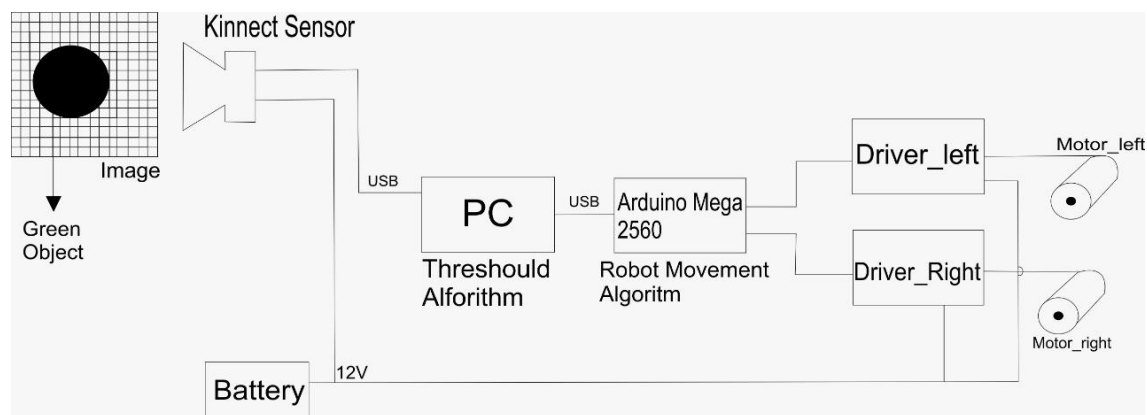 Kinnect Sensor
Image
Green
Object
USB
PC
Threshould
Alforithm
USB
Arduino Mega
2560
Robot Movement
Algoritm
Driver_left
Motor_left
Driver_Right
Motor_right
Battery
12V